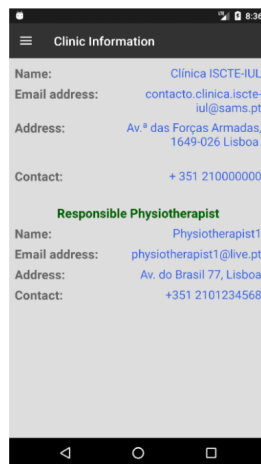 8:36
Clinic Information
Name: Clínica ISCTE-IUL
Email address: contacto.clinica.iscte-
iul@sams.pt
Address: Av.ª das Forças Armadas,
1649-026 Lisboa
Contact: + 351 210000000
Responsible Physiotherapist
Name: Physiotherapist1
Email address: physiotherapist1@live.pt
Address: Av. do Brasil 77, Lisboa
Contact: +351 2101234568